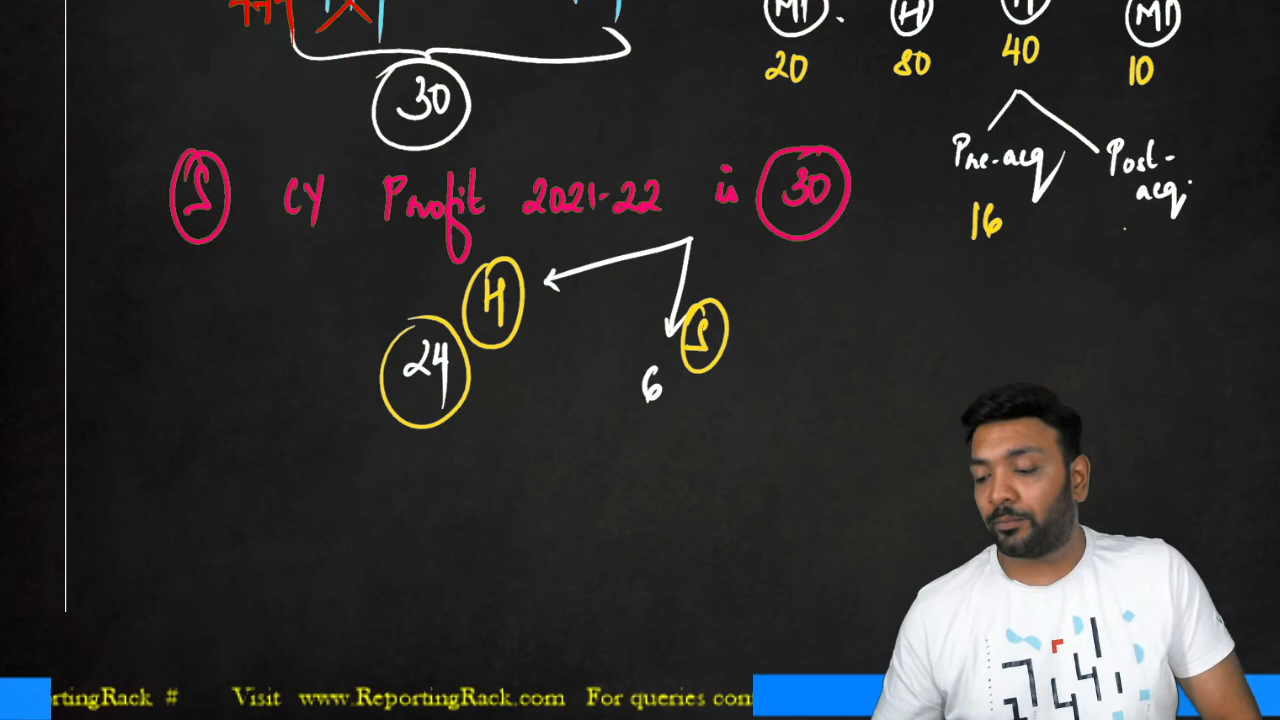 MI H H MI
20 80 40 10
30
Pre-acq Post-acq.
16
S CY Profit 2021-22 is 30
H
24
S
6
rtingRack # Visit www.ReportingRack.com For queries con